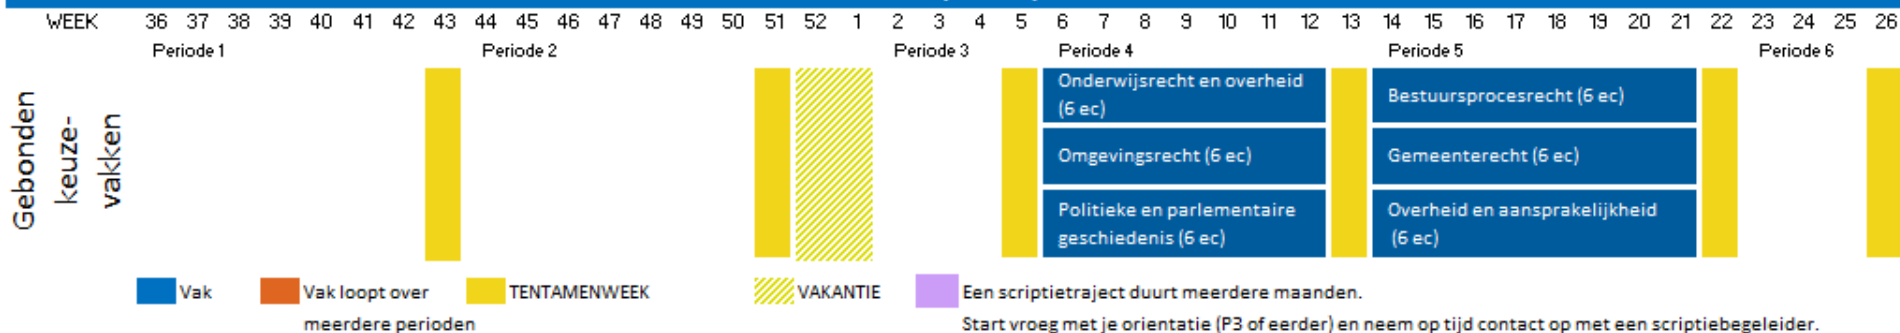 WEEK 36 37 38 39 40 41 42 43 44 45 46 47 48 49 50 51 52 1 2 3 4 5 6 7 8 9 10 11 12 13 14 15 16 17 18 19 20 21 22 23 24 25 26
Periode 1 Periode 2 Periode 3 Periode 4 Periode 5 Periode 6
Gebonden
keuze-
vakken
Onderwijsrecht en overheid
(6 ec)
Omgevingsrecht (6 ec)
Politieke en parlementaire
geschiedenis (6 ec)
Bestuursprocesrecht (6 ec)
Gemeenterecht (6 ec)
Overheid en aansprakelijkheid
(6 ec)
Vak
Vak loopt over
meerdere perioden
TENTAMENWEEK
VAKANTIE
Een scriptietraject duurt meerdere maanden.
Start vroeg met je orientatie (P3 of eerder) en neem op tijd contact op met een scriptiebegeleider.